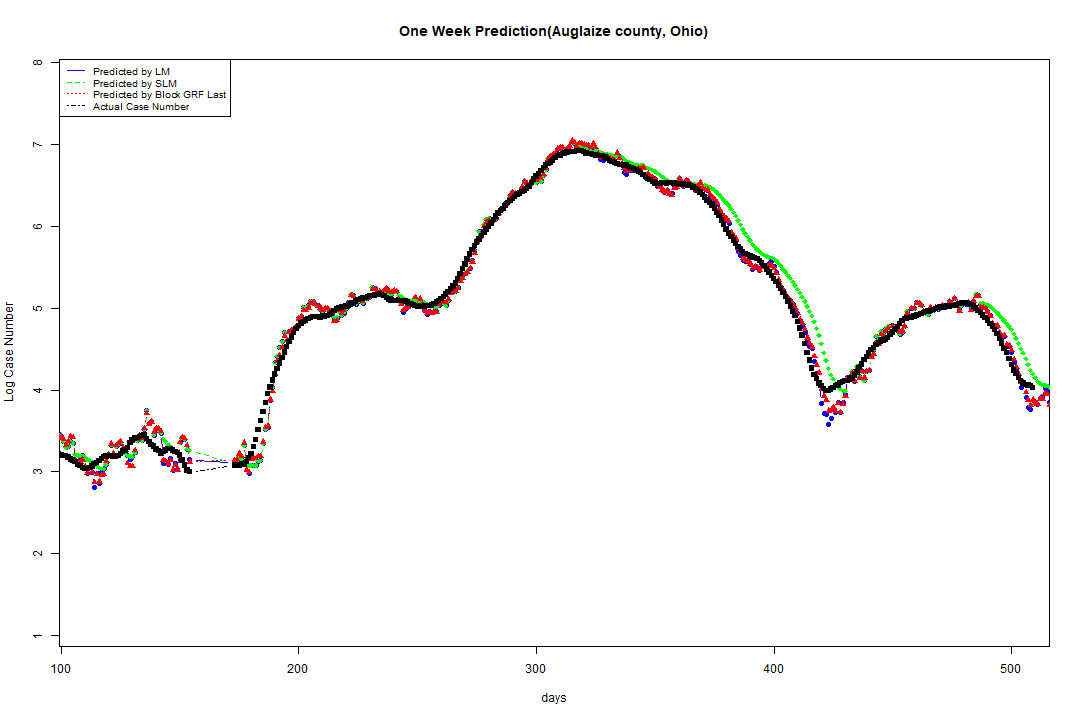 One Week Prediction(Auglaize county, Ohio)
Predicted by LM
Predicted by SLM
Predicted by Block GRF Last
Actual Case Number
8
7
6
5
4
3
2
1
Log Case Number
100 200 300 400 500
days